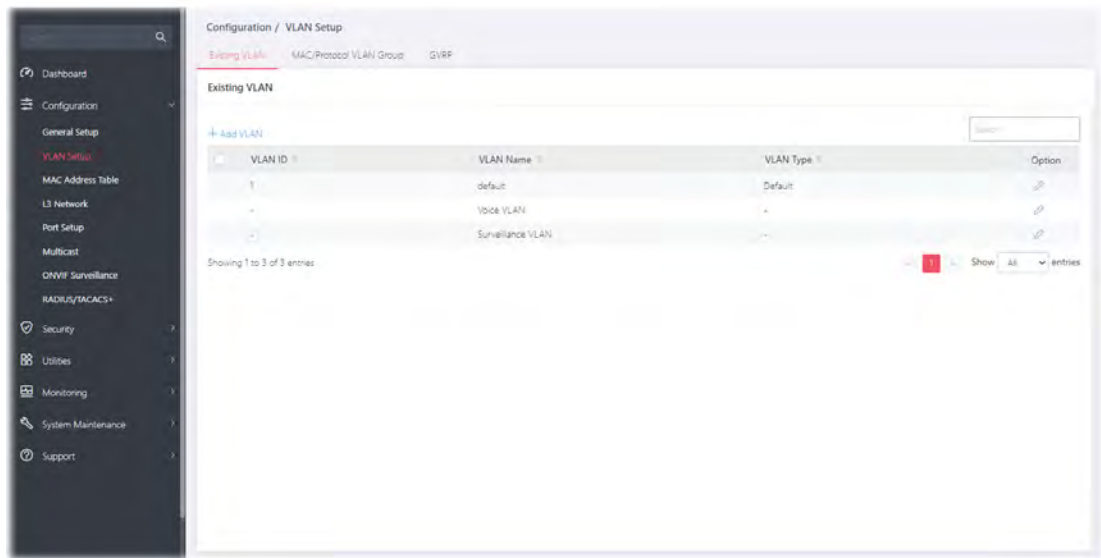 Configuration / VLAN Setup
Existing VLAN MAC/Protocol VLAN Group GVRP
Dashboard
Configuration
General Setup
VLAN Setup
MAC Address Table
L3 Network
Port Setup
Multicast
ONVIF Surveillance
RADIUS/TACACS+
Security
Utilities
Monitoring
System Maintenance
Support
Existing VLAN
+ Add VLAN
Search
VLAN ID VLAN Name VLAN Type Option
1 default Default
- Voice VLAN -
- Surveillance VLAN -
Showing 1 to 3 of 3 entries
1 Show All entries